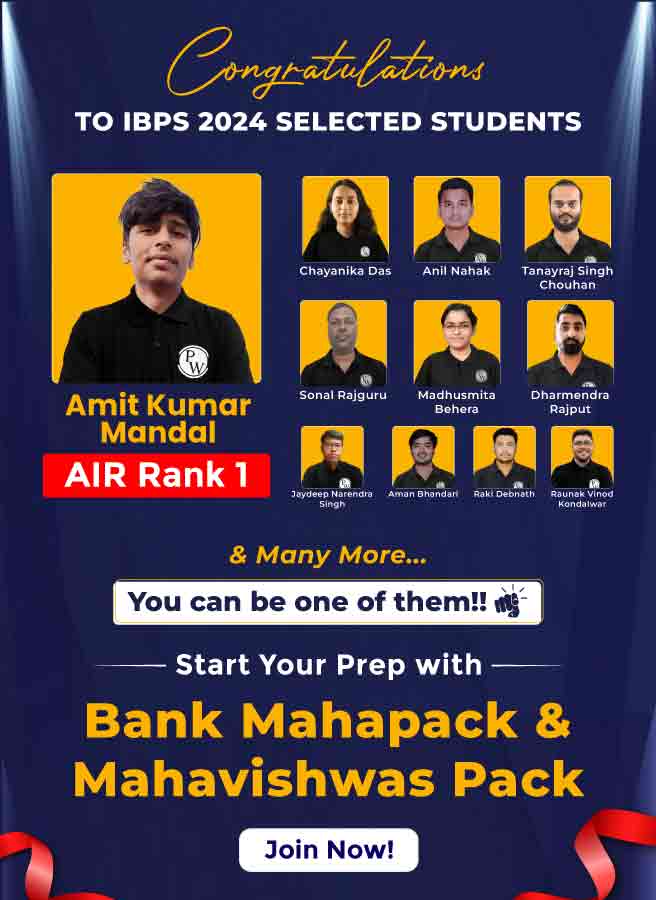 Congratulations
TO IBPS 2024 SELECTED STUDENTS
PW
Amit Kumar
Mandal
AIR Rank 1
Chayanika Das
Anil Nahak
Tanayraj Singh
Chouhan
Sonal Rajguru
Madhusmita
Behera
Dharmendra
Rajput
Jaydeep Narendra
Singh
Aman Bhandari
Raki Debnath
Raunak Vinod
Kondalwar
& Many More...
You can be one of them!!
Start Your Prep with
Bank Mahapack &
Mahavishwas Pack
Join Now!